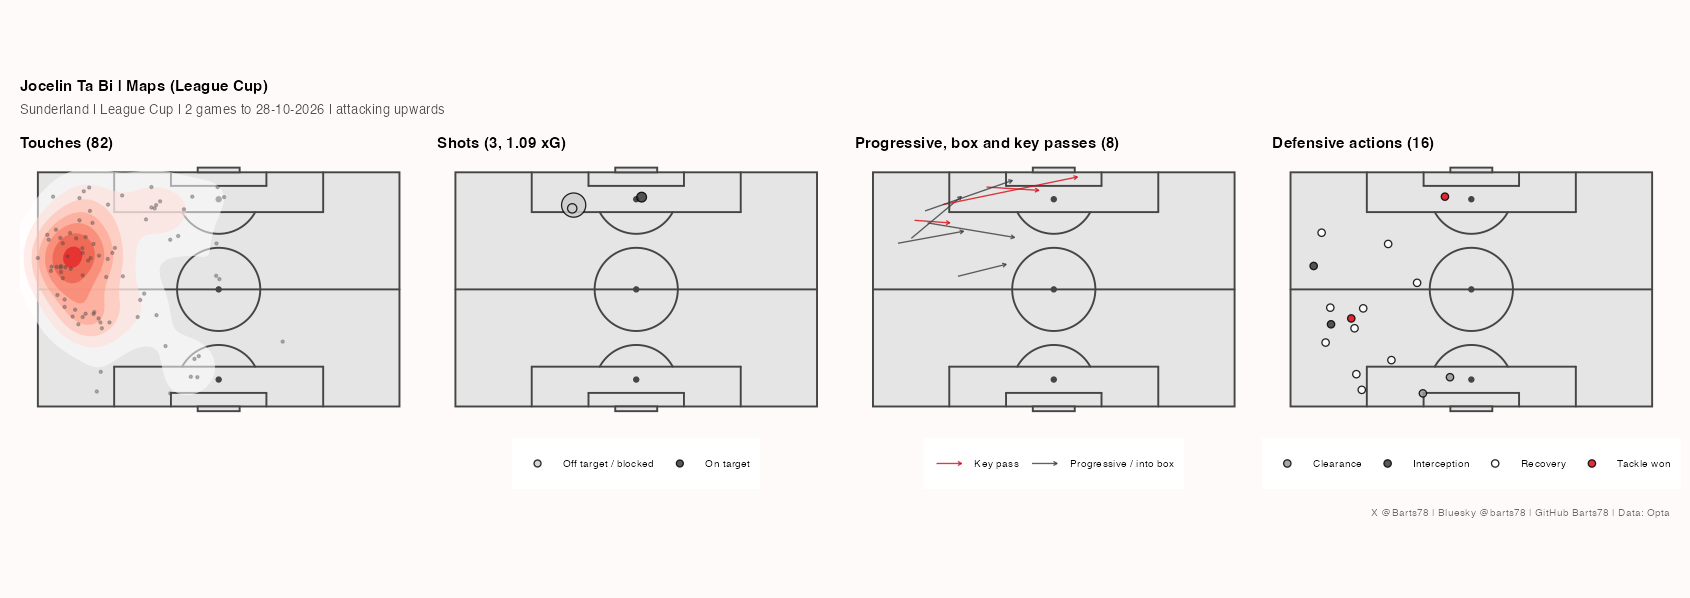 Jocelin Ta Bi | Maps (League Cup)
Sunderland | League Cup | 2 games to 28-10-2026 | attacking upwards
Touches (82)
Shots (3, 1.09 xG)
Progressive, box and key passes (8)
Defensive actions (16)
Off target / blocked
On target
Key pass
Progressive / into box
Clearance
Interception
Recovery
Tackle won
X @Barts78 | Bluesky @barts78 | GitHub Barts78 | Data: Opta